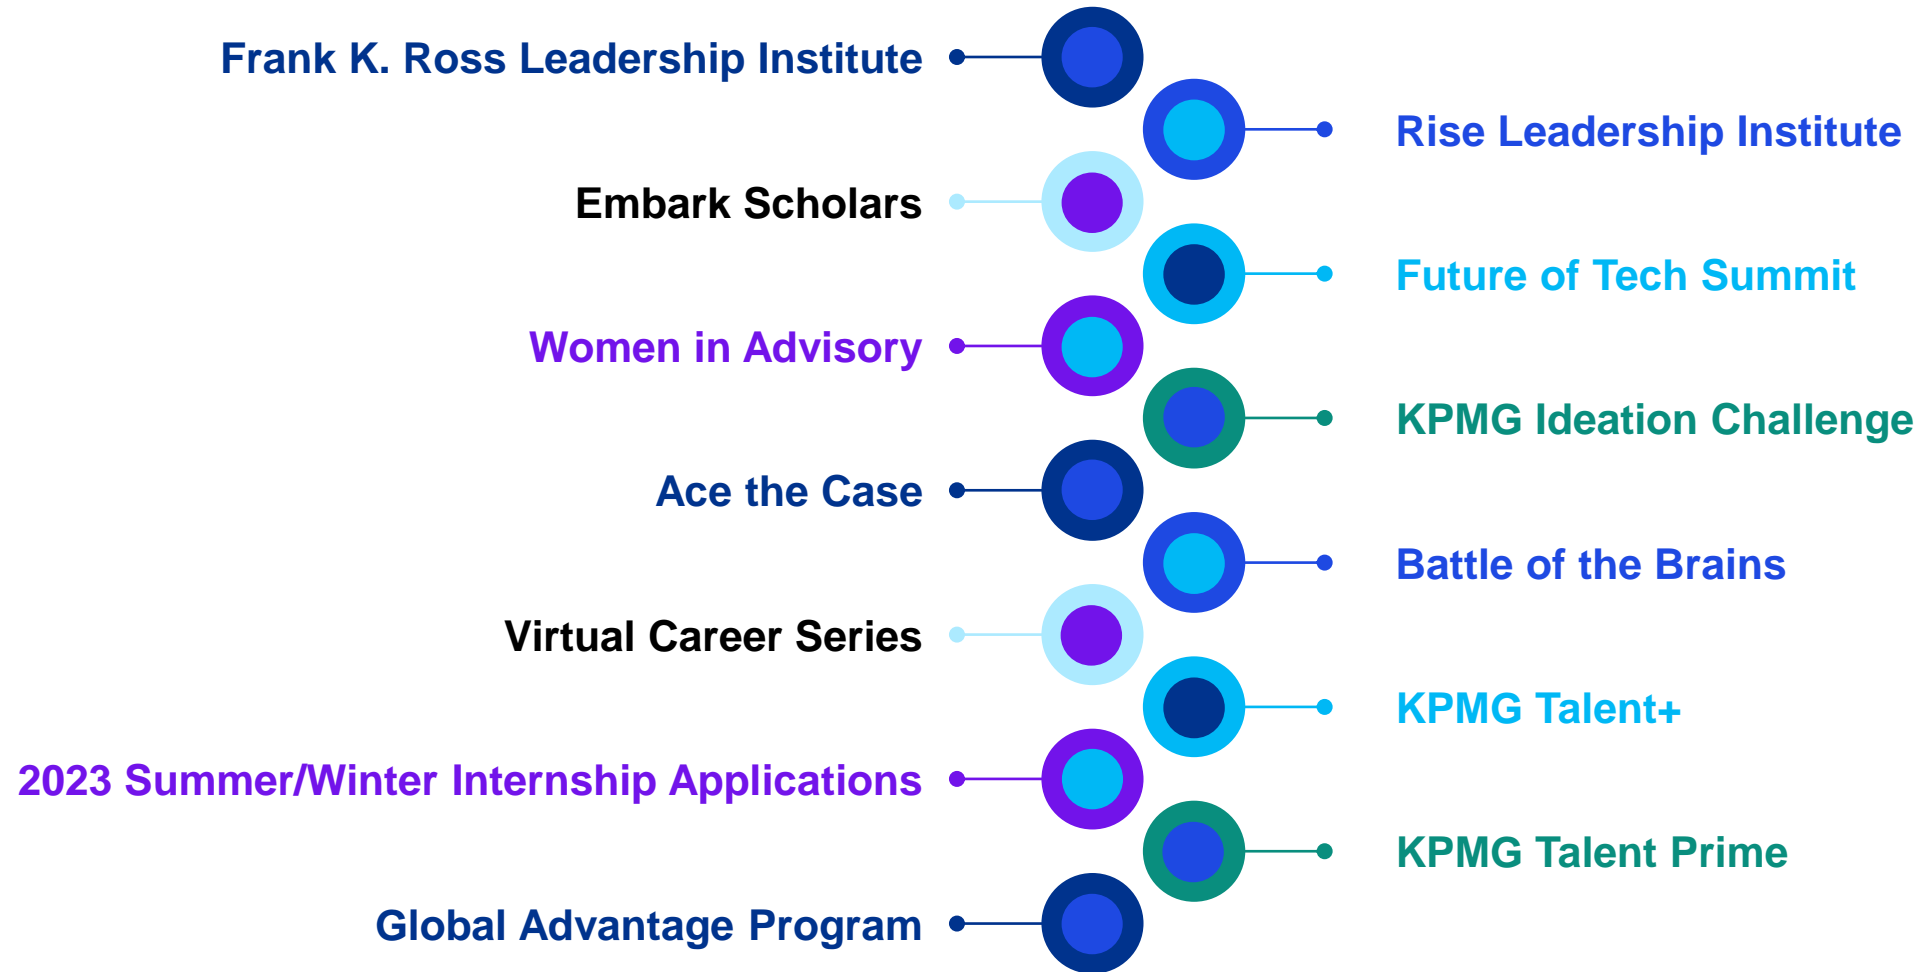 Frank K. Ross Leadership Institute
Rise Leadership Institute
Embark Scholars
Future of Tech Summit
Women in Advisory
KPMG Ideation Challenge
Ace the Case
Battle of the Brains
Virtual Career Series
KPMG Talent+
2023 Summer/Winter Internship Applications
KPMG Talent Prime
Global Advantage Program